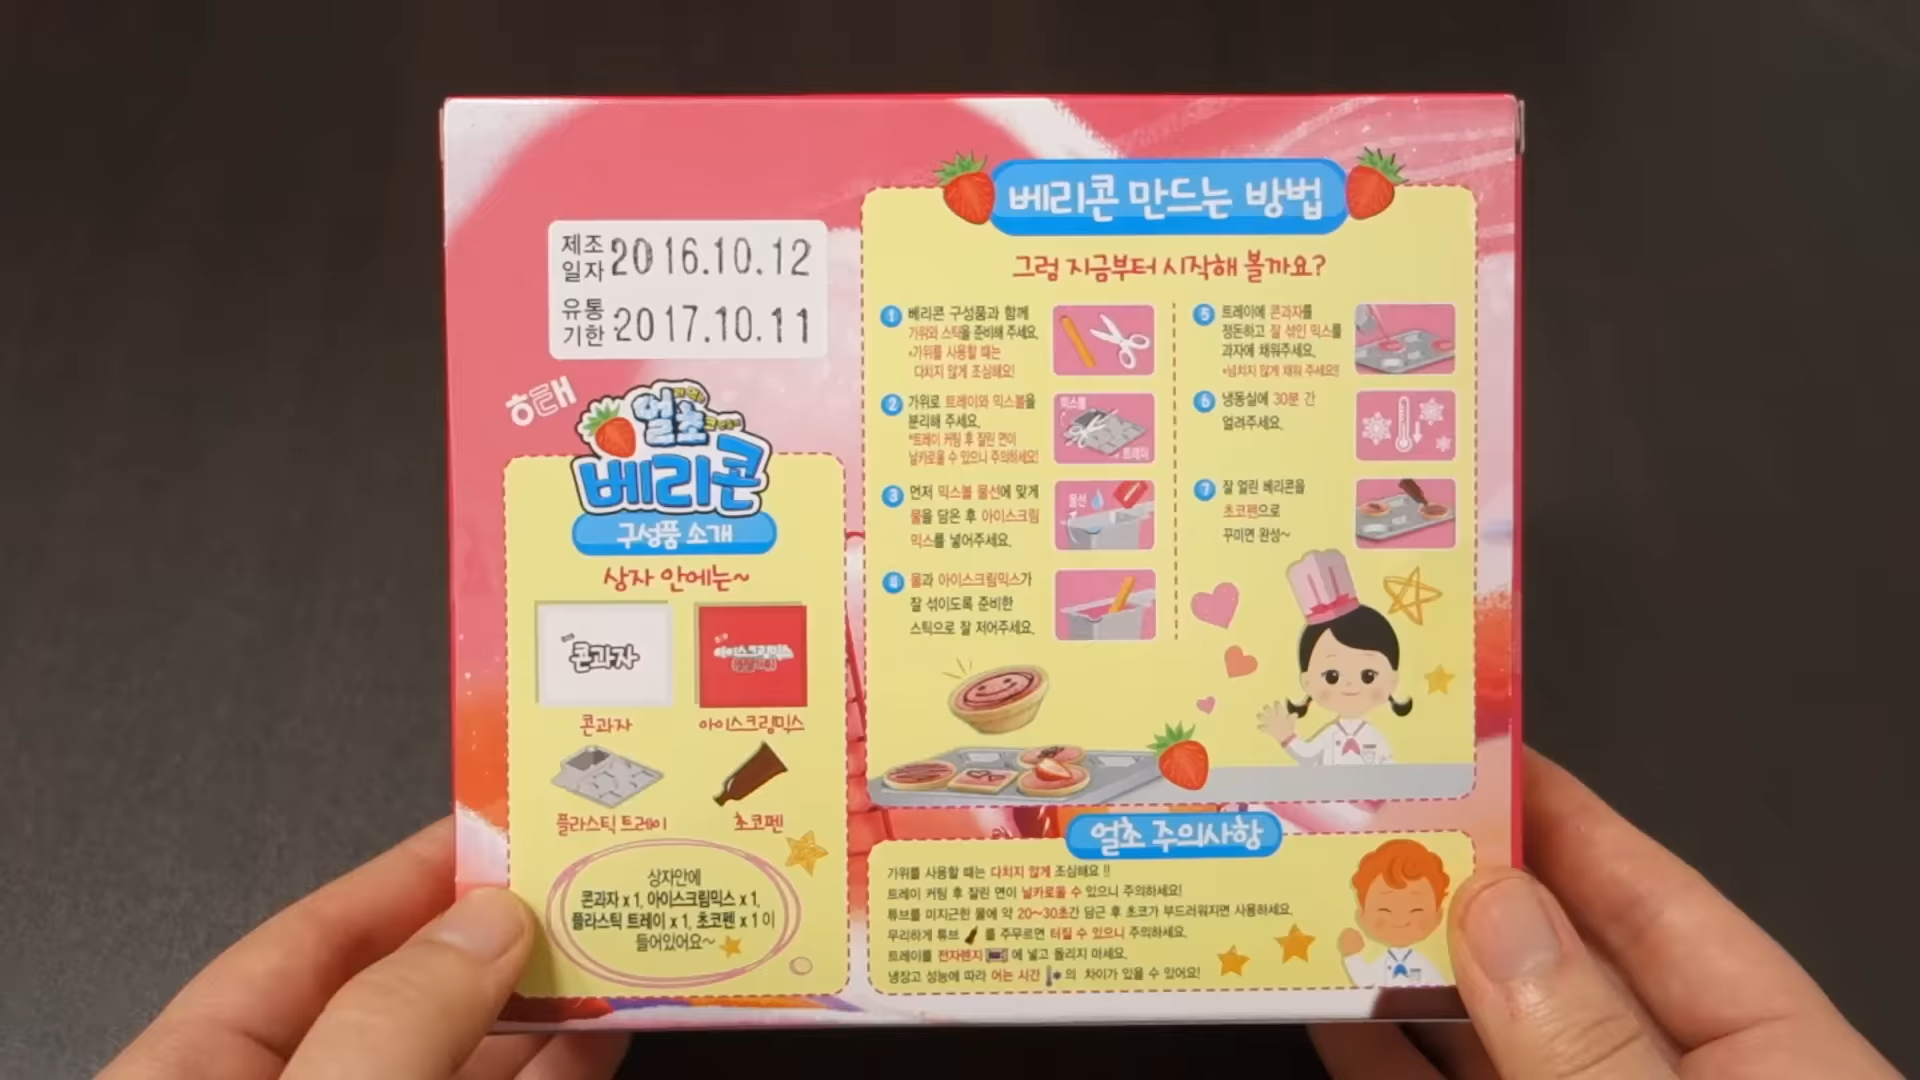 제조
일자 2016.10.12
유통
기한 2017.10.11
해태
얼초
베리콘
구성품 소개
상자 안에는~
콘과자
아이스크림믹스
콘과자
아이스크림믹스
플라스틱 트레이
초코펜
상자안에
콘과자 x 1, 아이스크림믹스 x 1,
플라스틱 트레이 x 1, 초코펜 x 1 이
들어있어요~
베리콘 만드는 방법
그럼 지금부터 시작해 볼까요?
1 베리콘 구성품과 함께
가위와 스틱을 준비해 주세요.
*가위를 사용할 때는
다치지 않게 조심해요!
2 가위로 트레이와 믹스볼을
분리해 주세요.
*트레이 커팅 후 잘린 면이
날카로울 수 있으니 주의하세요!
믹스볼
트레이
3 먼저 믹스볼 물선에 맞게
물을 담은 후 아이스크림
믹스를 넣어주세요.
물선
4 물과 아이스크림믹스가
잘 섞이도록 준비한
스틱으로 잘 저어주세요.
5 트레이에 콘과자를
정돈하고 잘 섞인 믹스를
과자에 채워주세요.
*넘치지 않게 채워 주세요!!
6 냉동실에 30분 간
얼려주세요.
7 잘 얼린 베리콘을
초코펜으로
꾸미면 완성~
얼초 주의사항
가위를 사용할 때는 다치지 않게 조심해요!!
트레이 커팅 후 잘린 면이 날카로울 수 있으니 주의하세요!
튜브를 미지근한 물에 약 20~30초간 담근 후 초코가 부드러워지면 사용하세요.
무리하게 튜브를 주무르면 터질 수 있으니 주의하세요.
트레이를 전자렌지에 넣고 돌리지 마세요.
냉장고 성능에 따라 어는 시간의 차이가 있을 수 있어요!